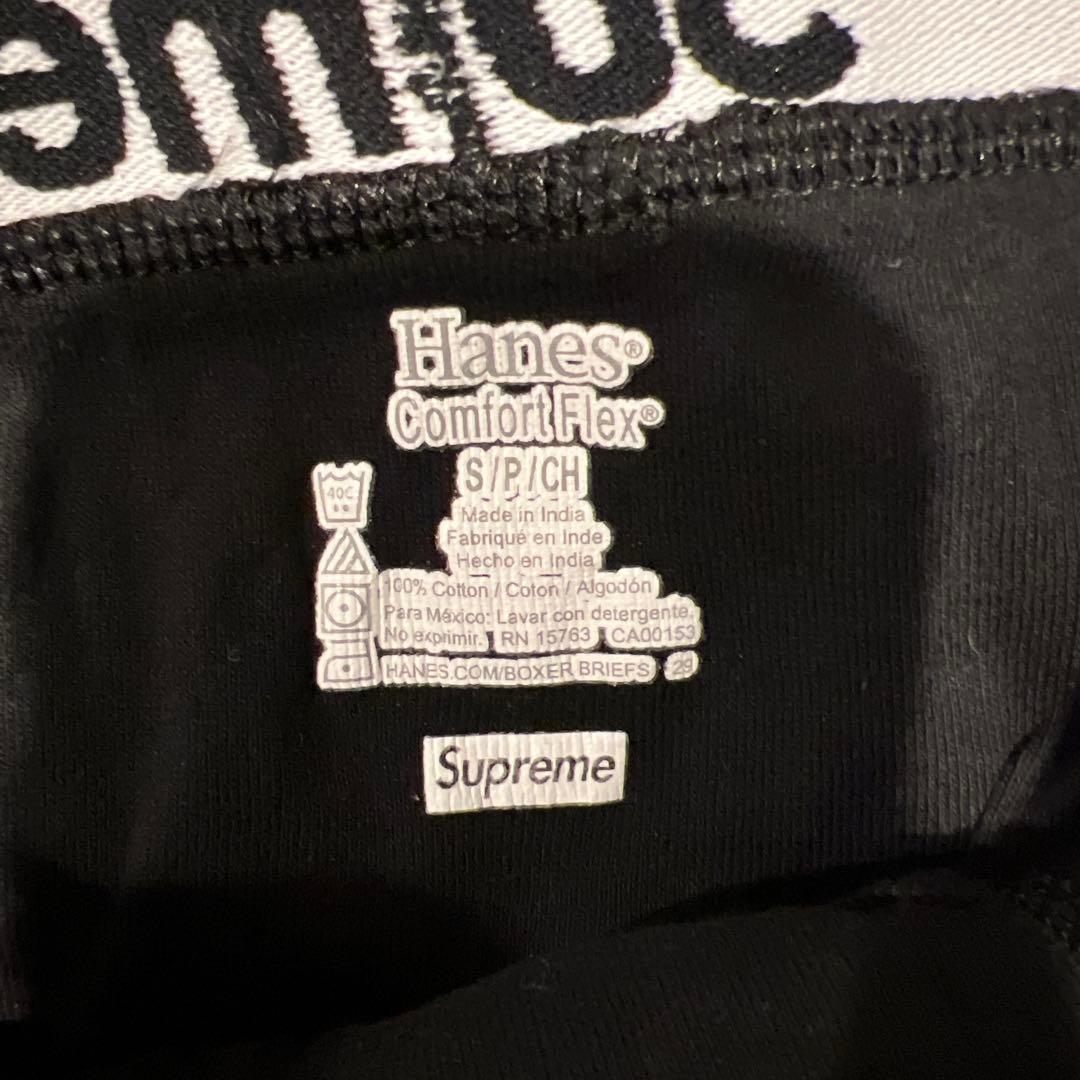 Hanes®
Comfort Flex®
S/P/CH
40C
Made in India
Fabriqué en Inde
Hecho en India
100% Cotton / Coton / Algodón
Para México: Lavar con detergente.
No exprimir. RN 15763 CA00153
HANES.COM/BOXER BRIEFS 29
Supreme